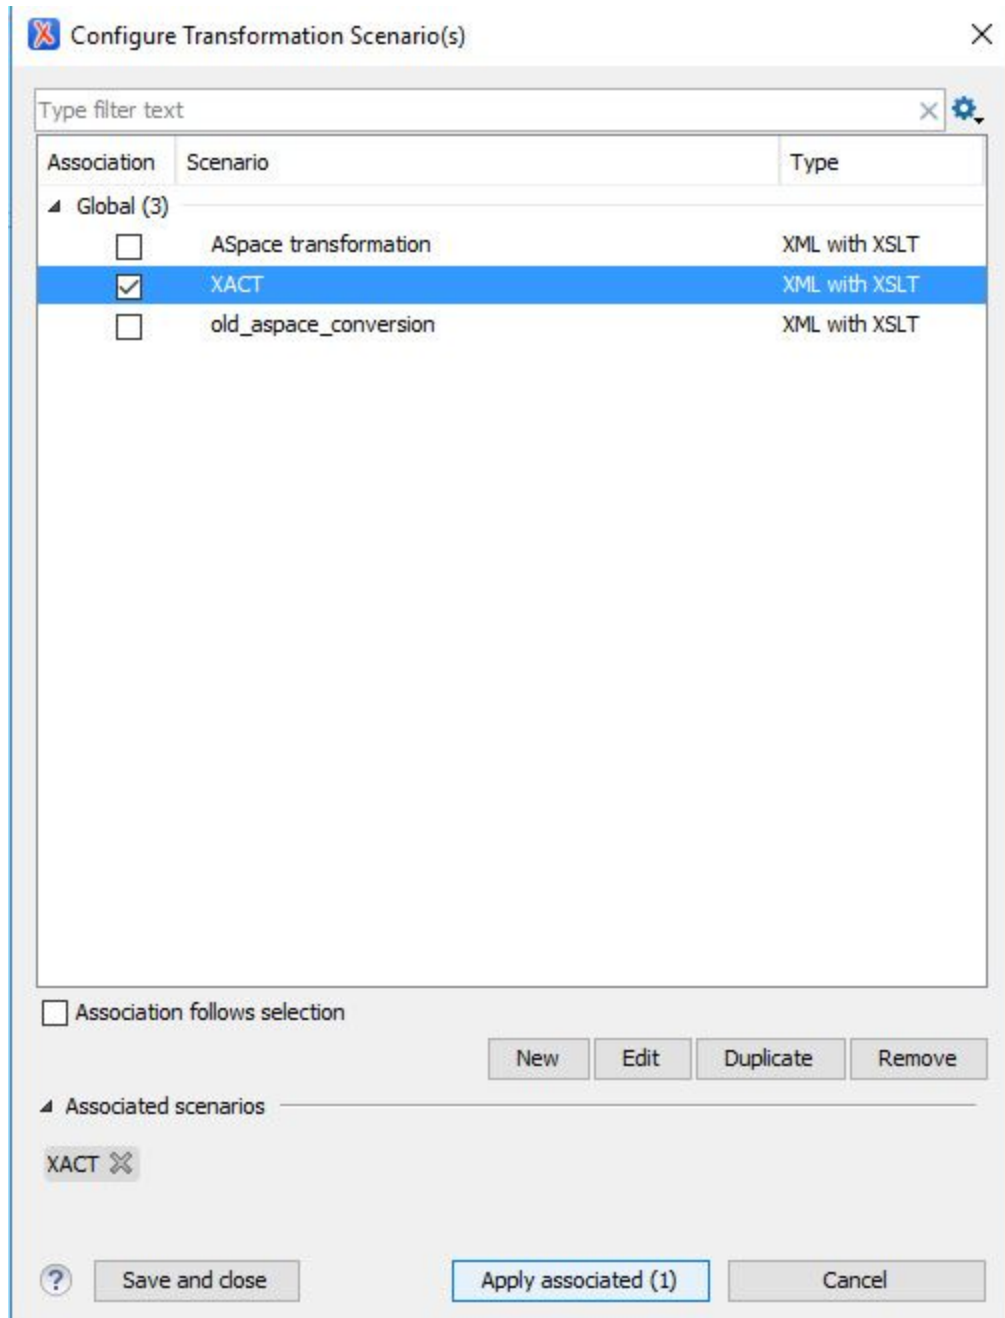 Configure Transformation Scenario(s)
Type filter text
Association Scenario Type
Global (3)
ASpace transformation XML with XSLT
XACT XML with XSLT
old_aspace_conversion XML with XSLT
Association follows selection
New Edit Duplicate Remove
Associated scenarios
XACT
? Save and close Apply associated (1) Cancel